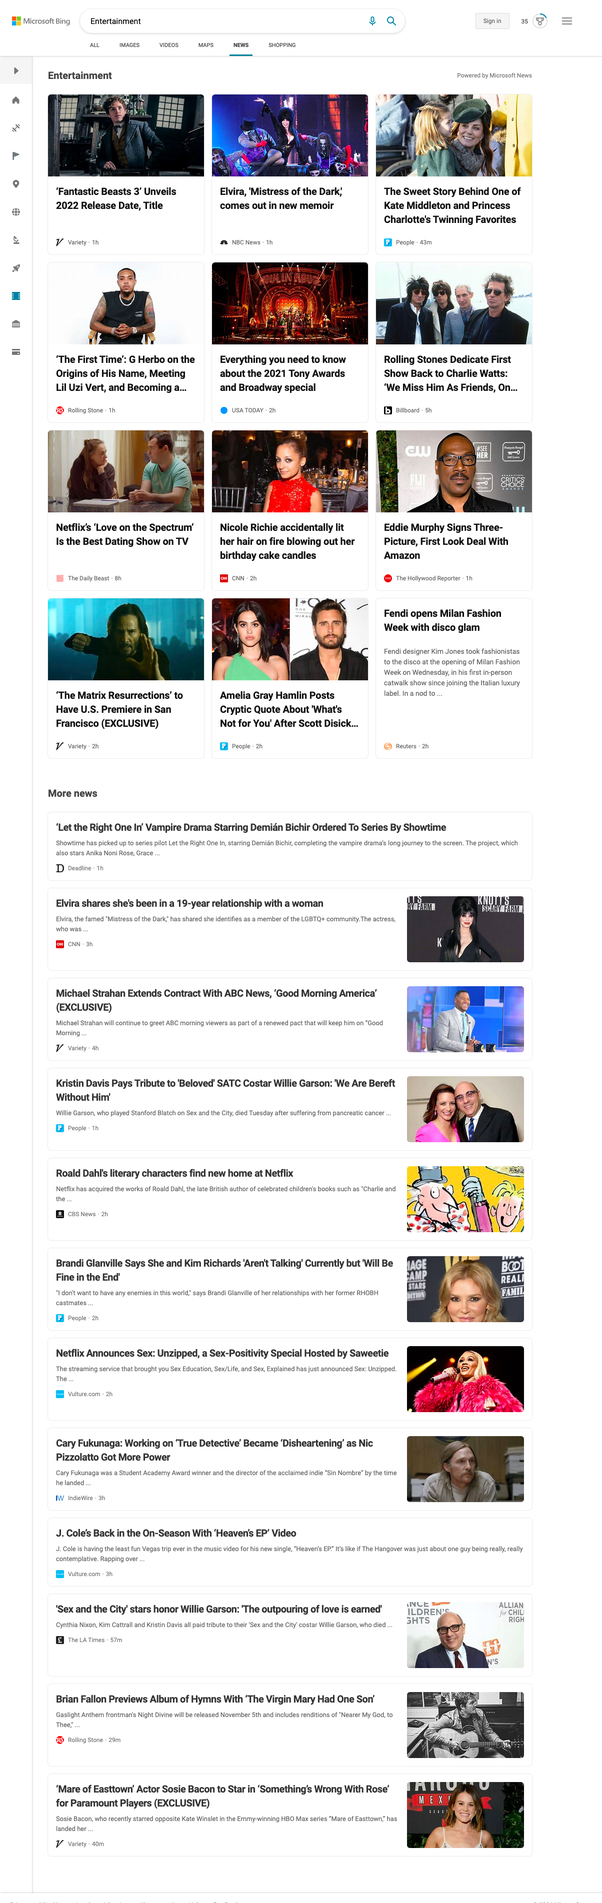 Microsoft Bing
Entertainment
Sign in
35
ALL
IMAGES
VIDEOS
MAPS
NEWS
SHOPPING
Entertainment
Powered by Microsoft News
‘Fantastic Beasts 3’ Unveils
2022 Release Date, Title
Variety · 1h
Elvira, 'Mistress of the Dark,'
comes out in new memoir
NBC News · 1h
The Sweet Story Behind One of
Kate Middleton and Princess
Charlotte's Twinning Favorites
People · 43m
‘The First Time’: G Herbo on the
Origins of His Name, Meeting
Lil Uzi Vert, and Becoming a...
Rolling Stone · 1h
Everything you need to know
about the 2021 Tony Awards
and Broadway special
USA TODAY · 2h
Rolling Stones Dedicate First
Show Back to Charlie Watts:
‘We Miss Him As Friends, On...
Billboard · 5h
Netflix’s ‘Love on the Spectrum’
Is the Best Dating Show on TV
The Daily Beast · 8h
Nicole Richie accidentally lit
her hair on fire blowing out her
birthday cake candles
CNN · 2h
Eddie Murphy Signs Three-
Picture, First Look Deal With
Amazon
The Hollywood Reporter · 1h
‘The Matrix Resurrections’ to
Have U.S. Premiere in San
Francisco (EXCLUSIVE)
Variety · 2h
Amelia Gray Hamlin Posts
Cryptic Quote About 'What's
Not for You' After Scott Disick...
People · 2h
Fendi opens Milan Fashion
Week with disco glam
Fendi designer Kim Jones took fashionistas
to the disco at the opening of Milan Fashion
Week on Wednesday, in his first in-person
catwalk show since joining the Italian luxury
label. In a nod to ...
Reuters · 2h
More news
‘Let the Right One In’ Vampire Drama Starring Demián Bichir Ordered To Series By Showtime
Showtime has picked up to series pilot Let the Right One In, starring Demián Bichir, completing the vampire drama’s long journey to the screen. The project, which
also stars Anika Noni Rose, Grace ...
Deadline · 1h
Elvira shares she's been in a 19-year relationship with a woman
Elvira, the famed "Mistress of the Dark," has shared she identifies as a member of the LGBTQ+ community.The actress,
who was ...
CNN · 3h
Michael Strahan Extends Contract With ABC News, ‘Good Morning America’
(EXCLUSIVE)
Michael Strahan will continue to greet ABC morning viewers as part of a renewed pact that will keep him on “Good
Morning ...
Variety · 4h
Kristin Davis Pays Tribute to 'Beloved' SATC Costar Willie Garson: 'We Are Bereft
Without Him'
Willie Garson, who played Stanford Blatch on Sex and the City, died Tuesday after suffering from pancreatic cancer ...
People · 1h
Roald Dahl's literary characters find new home at Netflix
Netflix has acquired the works of Roald Dahl, the late British author of celebrated children's books such as "Charlie and
the ...
CBS News · 2h
Brandi Glanville Says She and Kim Richards 'Aren't Talking' Currently but 'Will Be
Fine in the End'
"I don't want to have any enemies in this world," says Brandi Glanville of her relationships with her former RHOBH
castmates ...
People · 2h
Netflix Announces Sex: Unzipped, a Sex-Positivity Special Hosted by Saweetie
The streaming service that brought you Sex Education, Sex/Life, and Sex, Explained has just announced Sex: Unzipped.
The ...
Vulture.com · 2h
Cary Fukunaga: Working on ‘True Detective’ Became ‘Disheartening’ as Nic
Pizzolatto Got More Power
Cary Fukunaga was a Student Academy Award winner and the director of the acclaimed indie “Sin Nombre” by the time
he landed ...
IndieWire · 3h
J. Cole’s Back in the On-Season With ‘Heaven’s EP’ Video
J. Cole is having the least fun Vegas trip ever in the music video for his new single, “Heaven’s EP.” It’s like if The Hangover was just about one guy being really, really
contemplative. Rapping over ...
Vulture.com · 3h
'Sex and the City' stars honor Willie Garson: 'The outpouring of love is earned'
Cynthia Nixon, Kim Cattrall and Kristin Davis all paid tribute to their 'Sex and the City' costar Willie Garson, who died ...
The LA Times · 57m
Brian Fallon Previews Album of Hymns With ‘The Virgin Mary Had One Son’
Gaslight Anthem frontman's Night Divine will be released November 5th and includes renditions of "Nearer My God, to
Thee," ...
Rolling Stone · 29m
‘Mare of Easttown’ Actor Sosie Bacon to Star in ‘Something’s Wrong With Rose’
for Paramount Players (EXCLUSIVE)
Sosie Bacon, who recently starred opposite Kate Winslet in the Emmy-winning HBO Max series “Mare of Easttown,” has
landed her ...
Variety · 40m